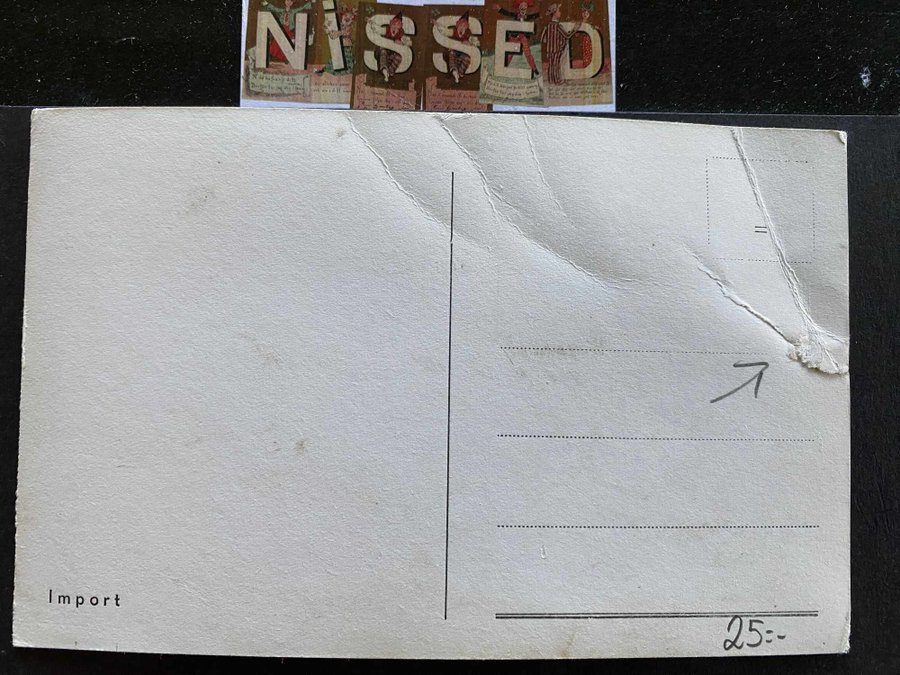 NiSSED
Import
25:-